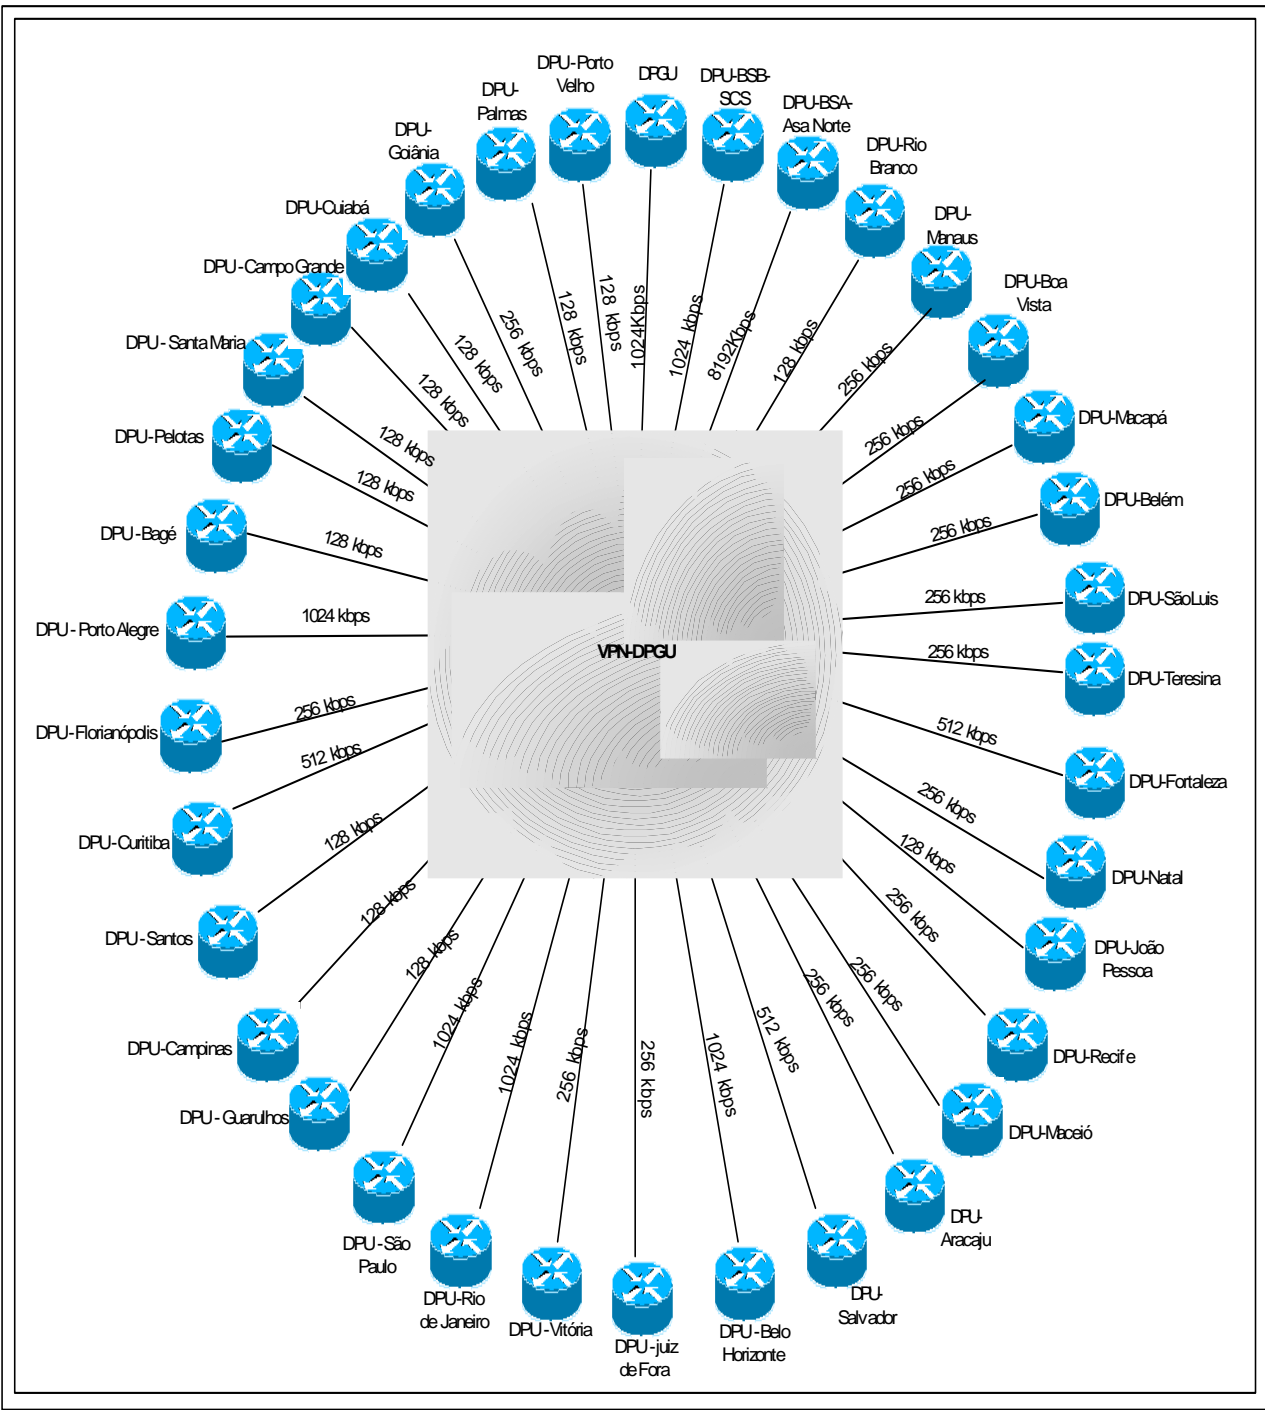 DPU - Porto
Velho
DPGU
DPU-BSB-
SCS
DPU-BSA-
Asa Norte
DPU-
Palmas
DPU-
Goiânia
DPU-Rio
Branco
DPU-Cuiabá
DPU-
Manaus
DPU - Campo Grande
DPU-Boa
Vista
DPU - Santa Maria
DPU-Macapá
DPU-Pelotas
DPU-Belém
DPU - Bagé
DPU-São Luis
DPU - Porto Alegre
DPU-Teresina
DPU-Florianópolis
DPU-Fortaleza
DPU-Curitiba
DPU-Natal
DPU - Santos
DPU-João
Pessoa
DPU-Campinas
DPU-Recife
DPU - Guarulhos
DPU-Maceió
DPU - São
Paulo
DPU-
Aracaju
DPU-Rio
de Janeiro
DPU-
Salvador
DPU - Vitória
DPU - juiz
de Fora
DPU - Belo
Horizonte
VPN-DPGU
256 kbps
128 kbps
128 kbps
1024Kbps
1024 kbps
8192Kbps
128 kbps
256 kbps
256 kbps
256 kbps
256 kbps
256 kbps
256 kbps
512 kbps
256 kbps
128 kbps
256 kbps
256 kbps
256 kbps
512 kbps
1024 kbps
256 kbps
256 kbps
1024 kbps
1024 kbps
128 kbps
128 kbps
128 kbps
512 kbps
256 kbps
1024 kbps
128 kbps
128 kbps
128 kbps
128 kbps
128 kbps